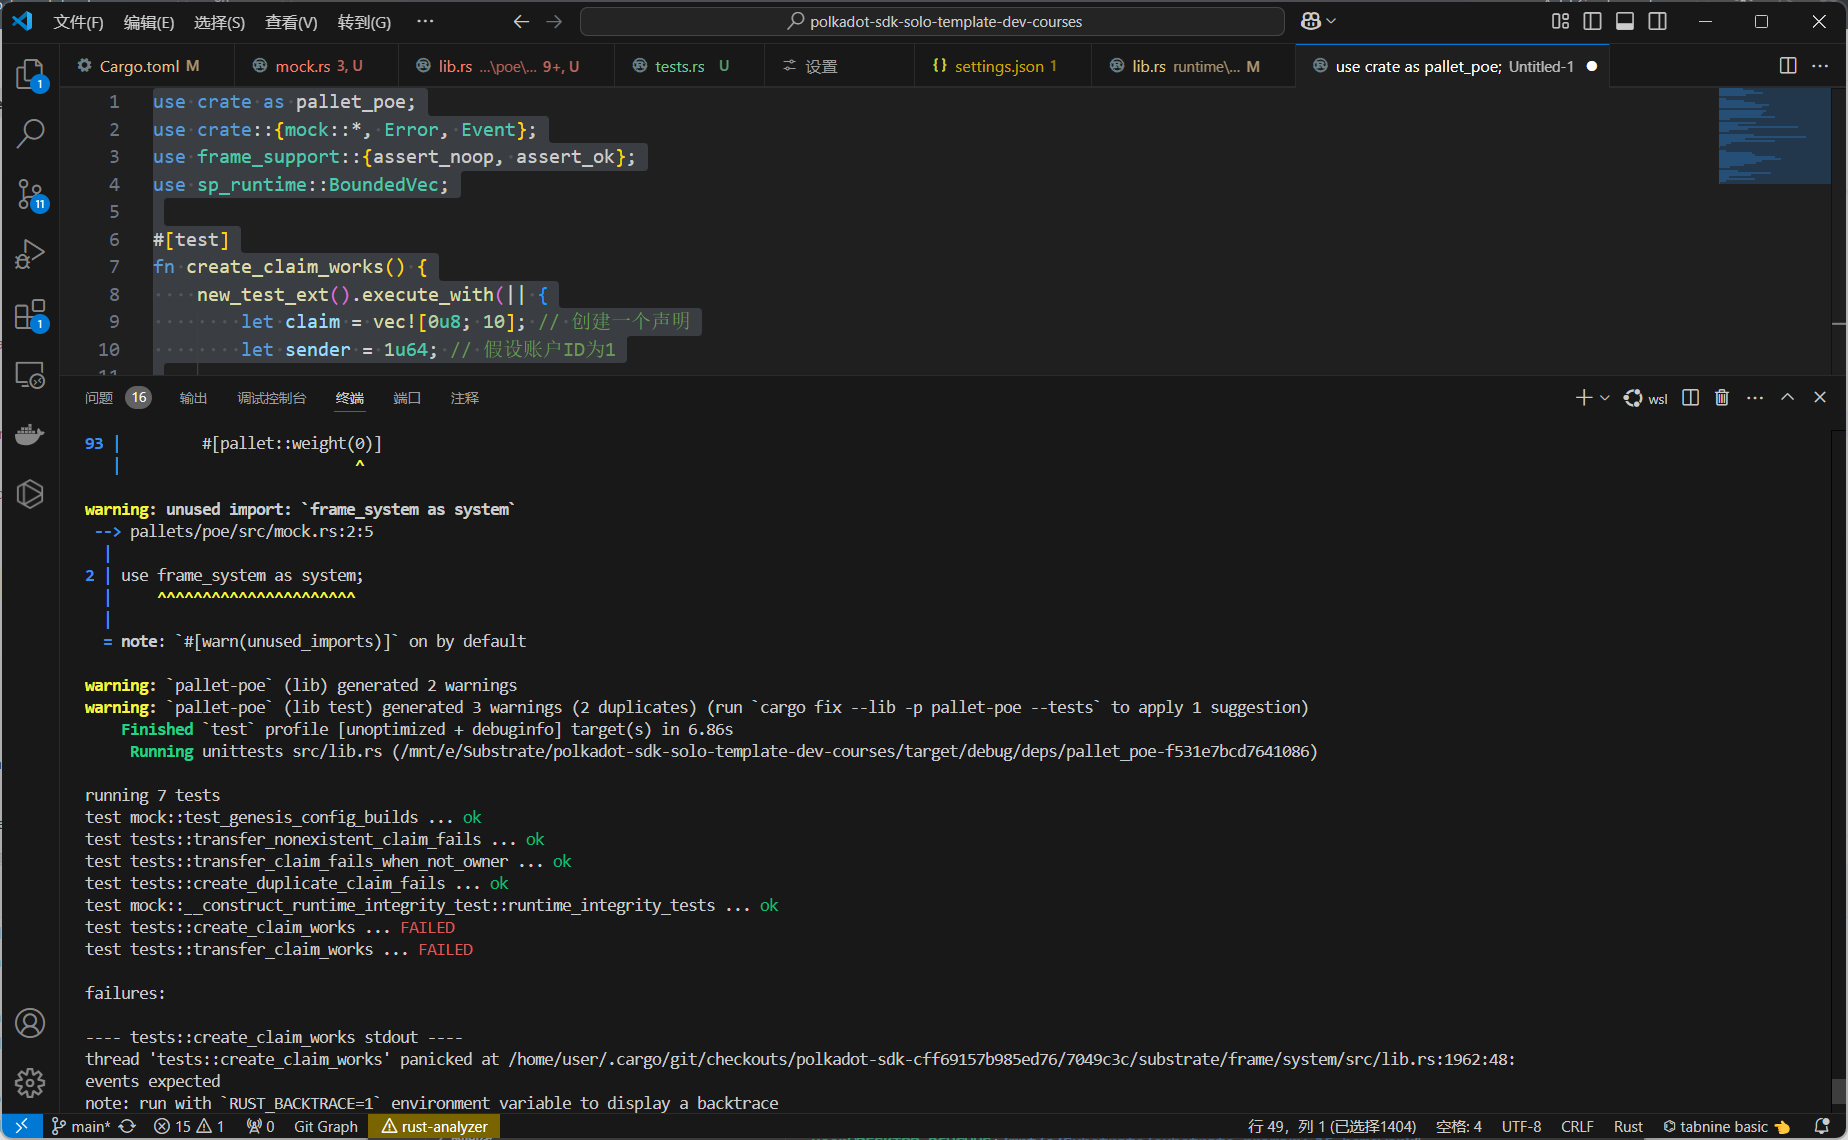 文件(F) 编辑(E) 选择(S) 查看(V) 转到(G) ··· polkadot-sdk-solo-template-dev-courses
Cargo.toml M mock.rs 3, U lib.rs ...\poe\... 9+, U tests.rs U 设置 {} settings.json 1 lib.rs runtime\... M use crate as pallet_poe; Untitled-1
1 use crate as pallet_poe;
2 use crate::{mock::*, Error, Event};
3 use frame_support::{assert_noop, assert_ok};
4 use sp_runtime::BoundedVec;
5
6 #[test]
7 fn create_claim_works() {
8 new_test_ext().execute_with(|| {
9 let claim = vec![0u8; 10]; // 创建一个声明
10 let sender = 1u64; // 假设账户ID为1
11
1
11
1
问题 16 输出 调试控制台 终端 端口 注释 wsl
93 | #[pallet::weight(0)]
| ^
warning: unused import: `frame_system as system`
--> pallets/poe/src/mock.rs:2:5
|
2 | use frame_system as system;
| ^^^^^^^^^^^^^^^^^^^^^^
|
= note: `#[warn(unused_imports)]` on by default
warning: `pallet-poe` (lib) generated 2 warnings
warning: `pallet-poe` (lib test) generated 3 warnings (2 duplicates) (run `cargo fix --lib -p pallet-poe --tests` to apply 1 suggestion)
Finished `test` profile [unoptimized + debuginfo] target(s) in 6.86s
Running unittests src/lib.rs (/mnt/e/Substrate/polkadot-sdk-solo-template-dev-courses/target/debug/deps/pallet_poe-f531e7bcd7641086)
running 7 tests
test mock::test_genesis_config_builds ... ok
test tests::transfer_nonexistent_claim_fails ... ok
test tests::transfer_claim_fails_when_not_owner ... ok
test tests::create_duplicate_claim_fails ... ok
test mock::__construct_runtime_integrity_test::runtime_integrity_tests ... ok
test tests::create_claim_works ... FAILED
test tests::transfer_claim_works ... FAILED
failures:
---- tests::create_claim_works stdout ----
thread 'tests::create_claim_works' panicked at /home/user/.cargo/git/checkouts/polkadot-sdk-cff69157b985ed76/7049c3c/substrate/frame/system/src/lib.rs:1962:48:
events expected
note: run with `RUST_BACKTRACE=1` environment variable to display a backtrace
main* 15 1 0 Git Graph rust-analyzer 行 49，列 1 (已选择1404) 空格: 4 UTF-8 CRLF Rust tabnine basic